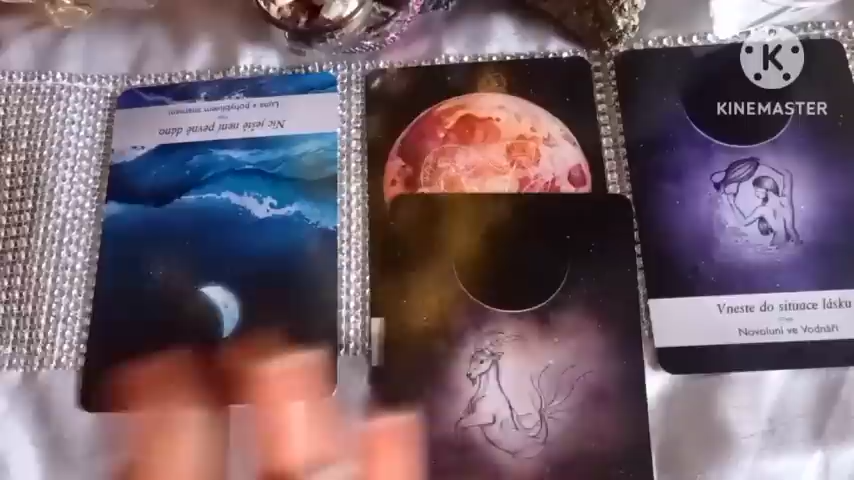 Luna v pohyblivém znamení
Nic ještě není pevně dáno
KINEMASTER
Vneste do situace lásku
Novoluní ve Vodnáři